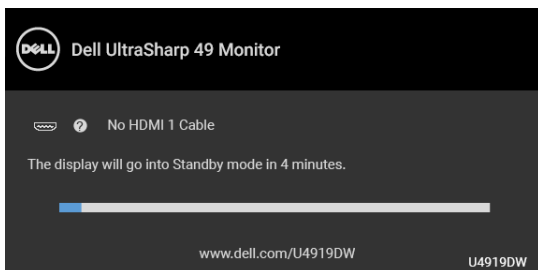 DELL
Dell UltraSharp 49 Monitor
? No HDMI 1 Cable
The display will go into Standby mode in 4 minutes.
www.dell.com/U4919DW
U4919DW